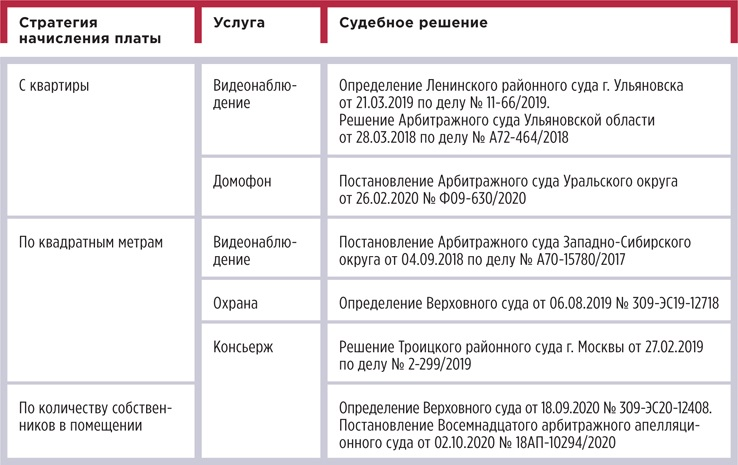 Стратегия
начисления платы
Услуга
Судебное решение
С квартиры
Видеонаблю-
дение
Определение Ленинского районного суда г. Ульяновска
от 21.03.2019 по делу № 11-66/2019.
Решение Арбитражного суда Ульяновской области
от 28.03.2018 по делу № А72-464/2018
Домофон
Постановление Арбитражного суда Уральского округа
от 26.02.2020 № Ф09-630/2020
По квадратным метрам
Видеонаблю-
дение
Постановление Арбитражного суда Западно-Сибирского
округа от 04.09.2018 по делу № А70-15780/2017
Охрана
Определение Верховного суда от 06.08.2019 № 309-ЭС19-12718
Консьерж
Решение Троицкого районного суда г. Москвы от 27.02.2019
по делу № 2-299/2019
По количеству собствен-
ников в помещении
Определение Верховного суда от 18.09.2020 № 309-ЭС20-12408.
Постановление Восемнадцатого арбитражного апелляци-
онного суда от 02.10.2020 № 18АП-10294/2020